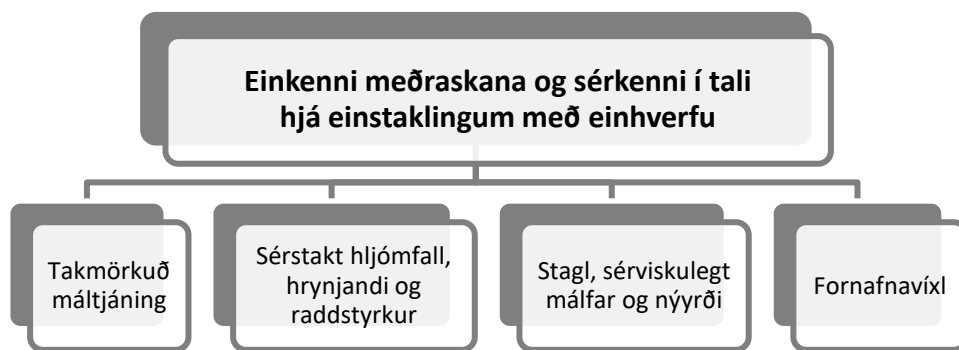 Einkenni meðraskana og sérkenni í tali
hjá einstaklingum með einhverfu
Takmörkuð
máltjáning
Sérstakt hljómfall,
hrynjandi og
raddstyrkur
Stagl, sérviskulegt
málfar og nýyrði
Fornafnavíxl